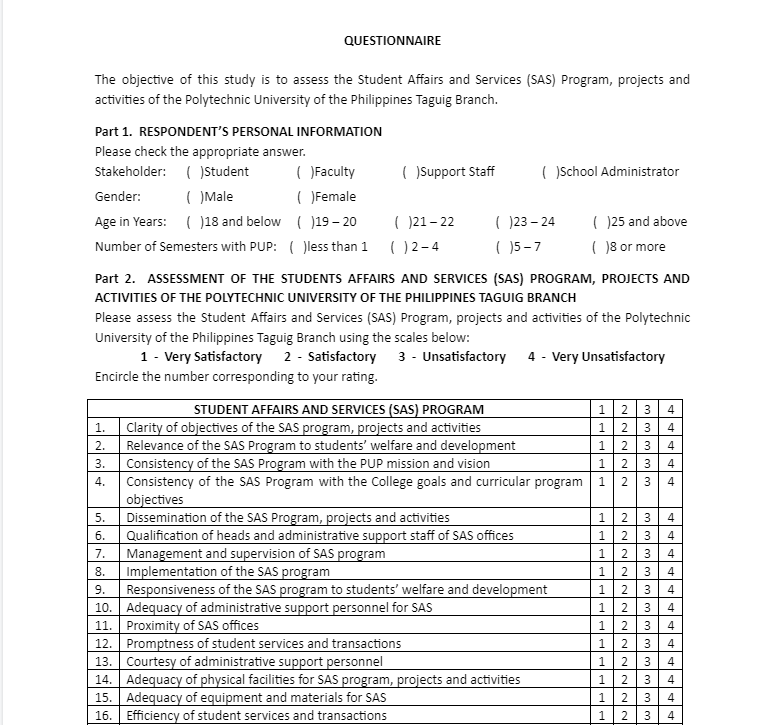 QUESTIONNAIRE
The objective of this study is to assess the Student Affairs and Services (SAS) Program, projects and
activities of the Polytechnic University of the Philippines Taguig Branch.
Part 1. RESPONDENT'S PERSONAL INFORMATION
Please check the appropriate answer.
Stakeholder: ( )Student ( )Faculty ( )Support Staff ( )School Administrator
Gender: ( )Male ( )Female
Age in Years: ( )18 and below ( )19 – 20 ( )21 – 22 ( )23 – 24 ( )25 and above
Number of Semesters with PUP: ( )less than 1 ( ) 2 – 4 ( )5 – 7 ( )8 or more
Part 2. ASSESSMENT OF THE STUDENTS AFFAIRS AND SERVICES (SAS) PROGRAM, PROJECTS AND
ACTIVITIES OF THE POLYTECHNIC UNIVERSITY OF THE PHILIPPINES TAGUIG BRANCH
Please assess the Student Affairs and Services (SAS) Program, projects and activities of the Polytechnic
University of the Philippines Taguig Branch using the scales below:
1 - Very Satisfactory 2 - Satisfactory 3 - Unsatisfactory 4 - Very Unsatisfactory
Encircle the number corresponding to your rating.
STUDENT AFFAIRS AND SERVICES (SAS) PROGRAM 1 2 3 4
1. Clarity of objectives of the SAS program, projects and activities 1 2 3 4
2. Relevance of the SAS Program to students' welfare and development 1 2 3 4
3. Consistency of the SAS Program with the PUP mission and vision 1 2 3 4
4. Consistency of the SAS Program with the College goals and curricular program 1 2 3 4
objectives
5. Dissemination of the SAS Program, projects and activities 1 2 3 4
6. Qualification of heads and administrative support staff of SAS offices 1 2 3 4
7. Management and supervision of SAS program 1 2 3 4
8. Implementation of the SAS program 1 2 3 4
9. Responsiveness of the SAS program to students' welfare and development 1 2 3 4
10. Adequacy of administrative support personnel for SAS 1 2 3 4
11. Proximity of SAS offices 1 2 3 4
12. Promptness of student services and transactions 1 2 3 4
13. Courtesy of administrative support personnel 1 2 3 4
14. Adequacy of physical facilities for SAS program, projects and activities 1 2 3 4
15. Adequacy of equipment and materials for SAS 1 2 3 4
16. Efficiency of student services and transactions 1 2 3 4